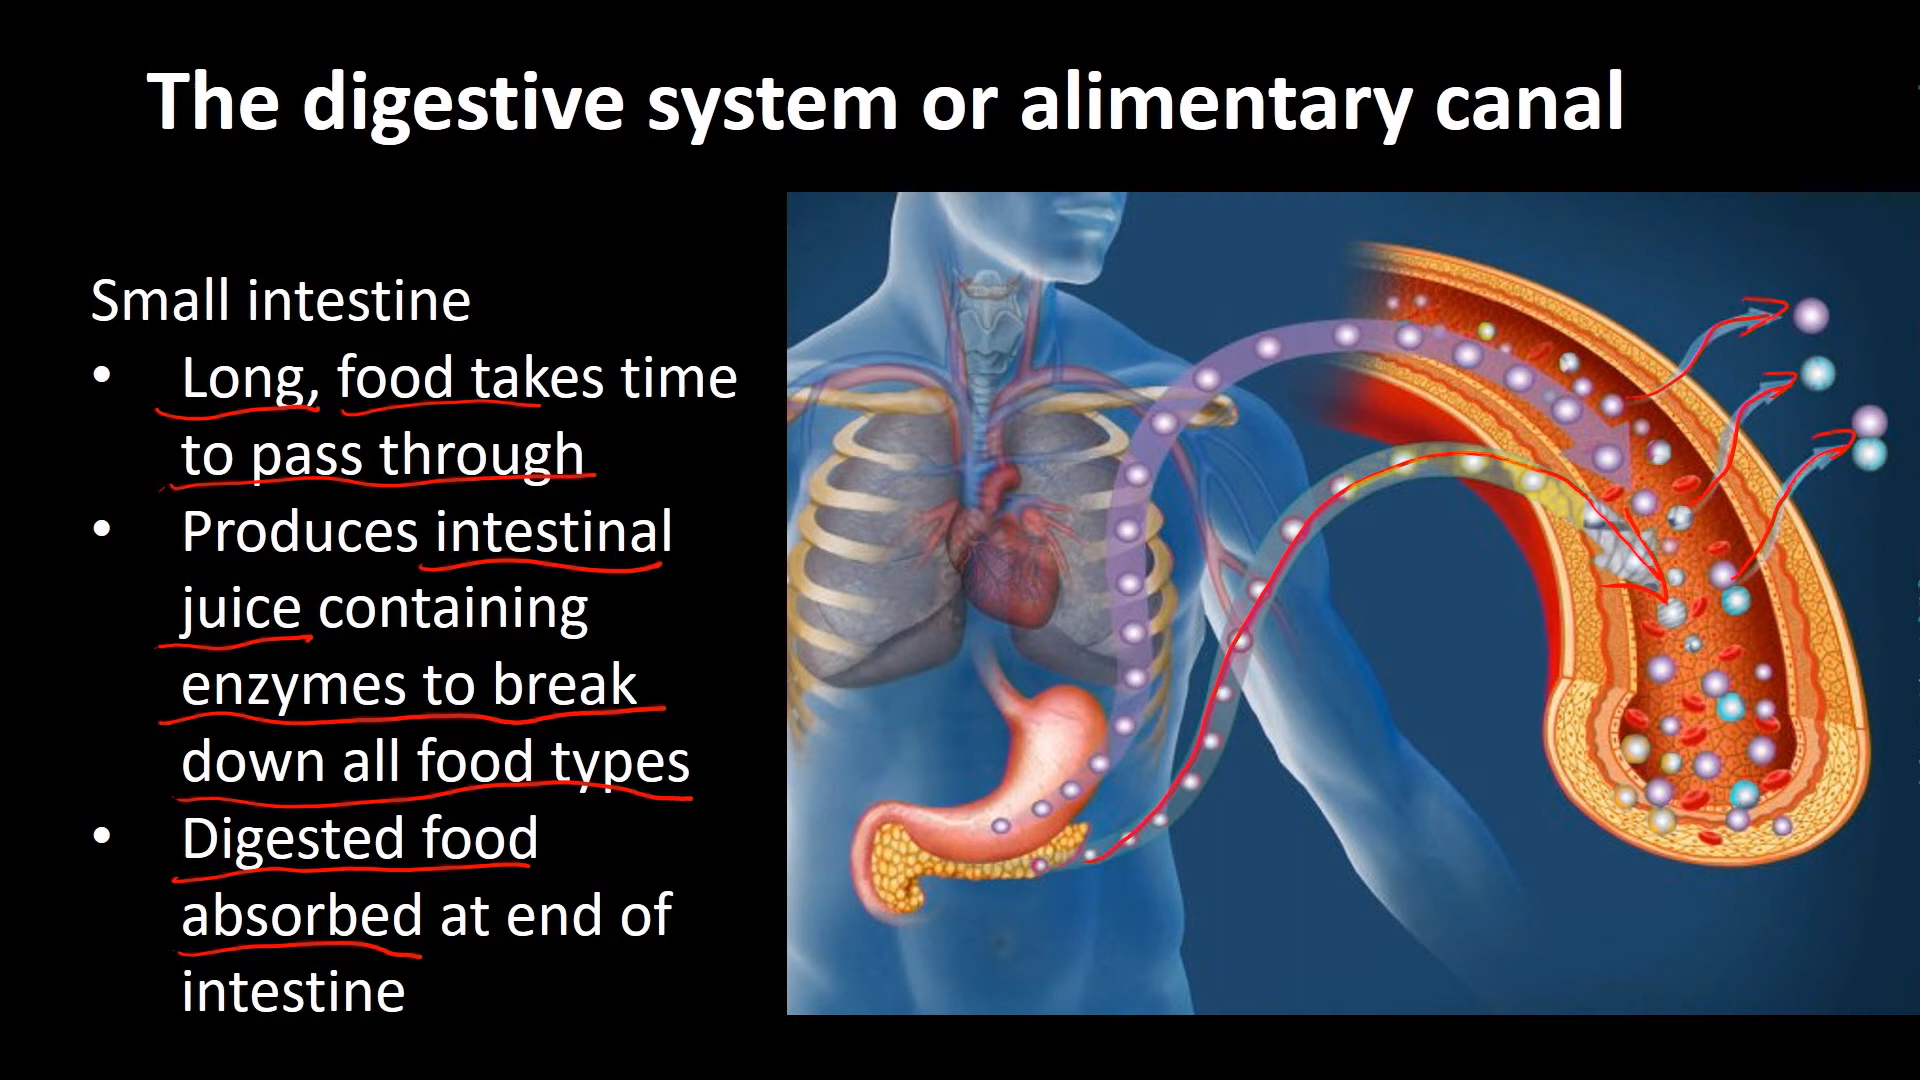 The digestive system or alimentary canal
Small intestine
• Long, food takes time
to pass through
• Produces intestinal
juice containing
enzymes to break
down all food types
• Digested food
absorbed at end of
intestine